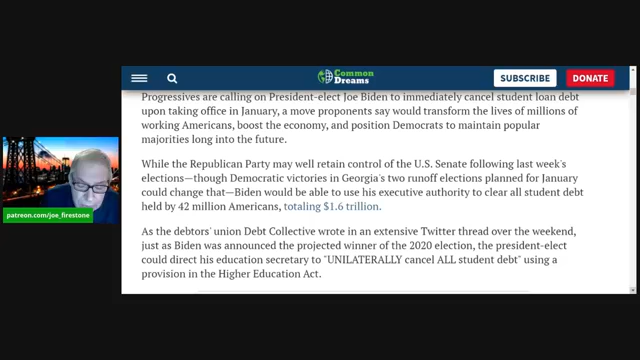 Common
Dreams
SUBSCRIBE
DONATE
Progressives are calling on President-elect Joe Biden to immediately cancel student loan debt
upon taking office in January, a move proponents say would transform the lives of millions of
working Americans, boost the economy, and position Democrats to maintain popular
majorities long into the future.
While the Republican Party may well retain control of the U.S. Senate following last week's
elections—though Democratic victories in Georgia's two runoff elections planned for January
could change that—Biden would be able to use his executive authority to clear all student debt
held by 42 million Americans, totaling $1.6 trillion.
As the debtors' union Debt Collective wrote in an extensive Twitter thread over the weekend,
just as Biden was announced the projected winner of the 2020 election, the president-elect
could direct his education secretary to "UNILATERALLY cancel ALL student debt" using a
provision in the Higher Education Act.
patreon.com/joe_firestone